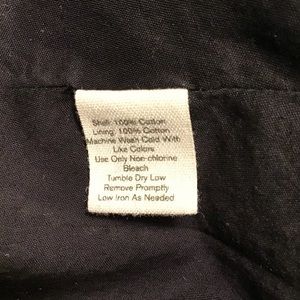 Shell: 100% Cotton
Lining: 100% Cotton
Machine Wash Cold With
Like Colors
Use Only Non-chlorine
Bleach
Tumble Dry Low
Remove Promptly
Low Iron As Needed